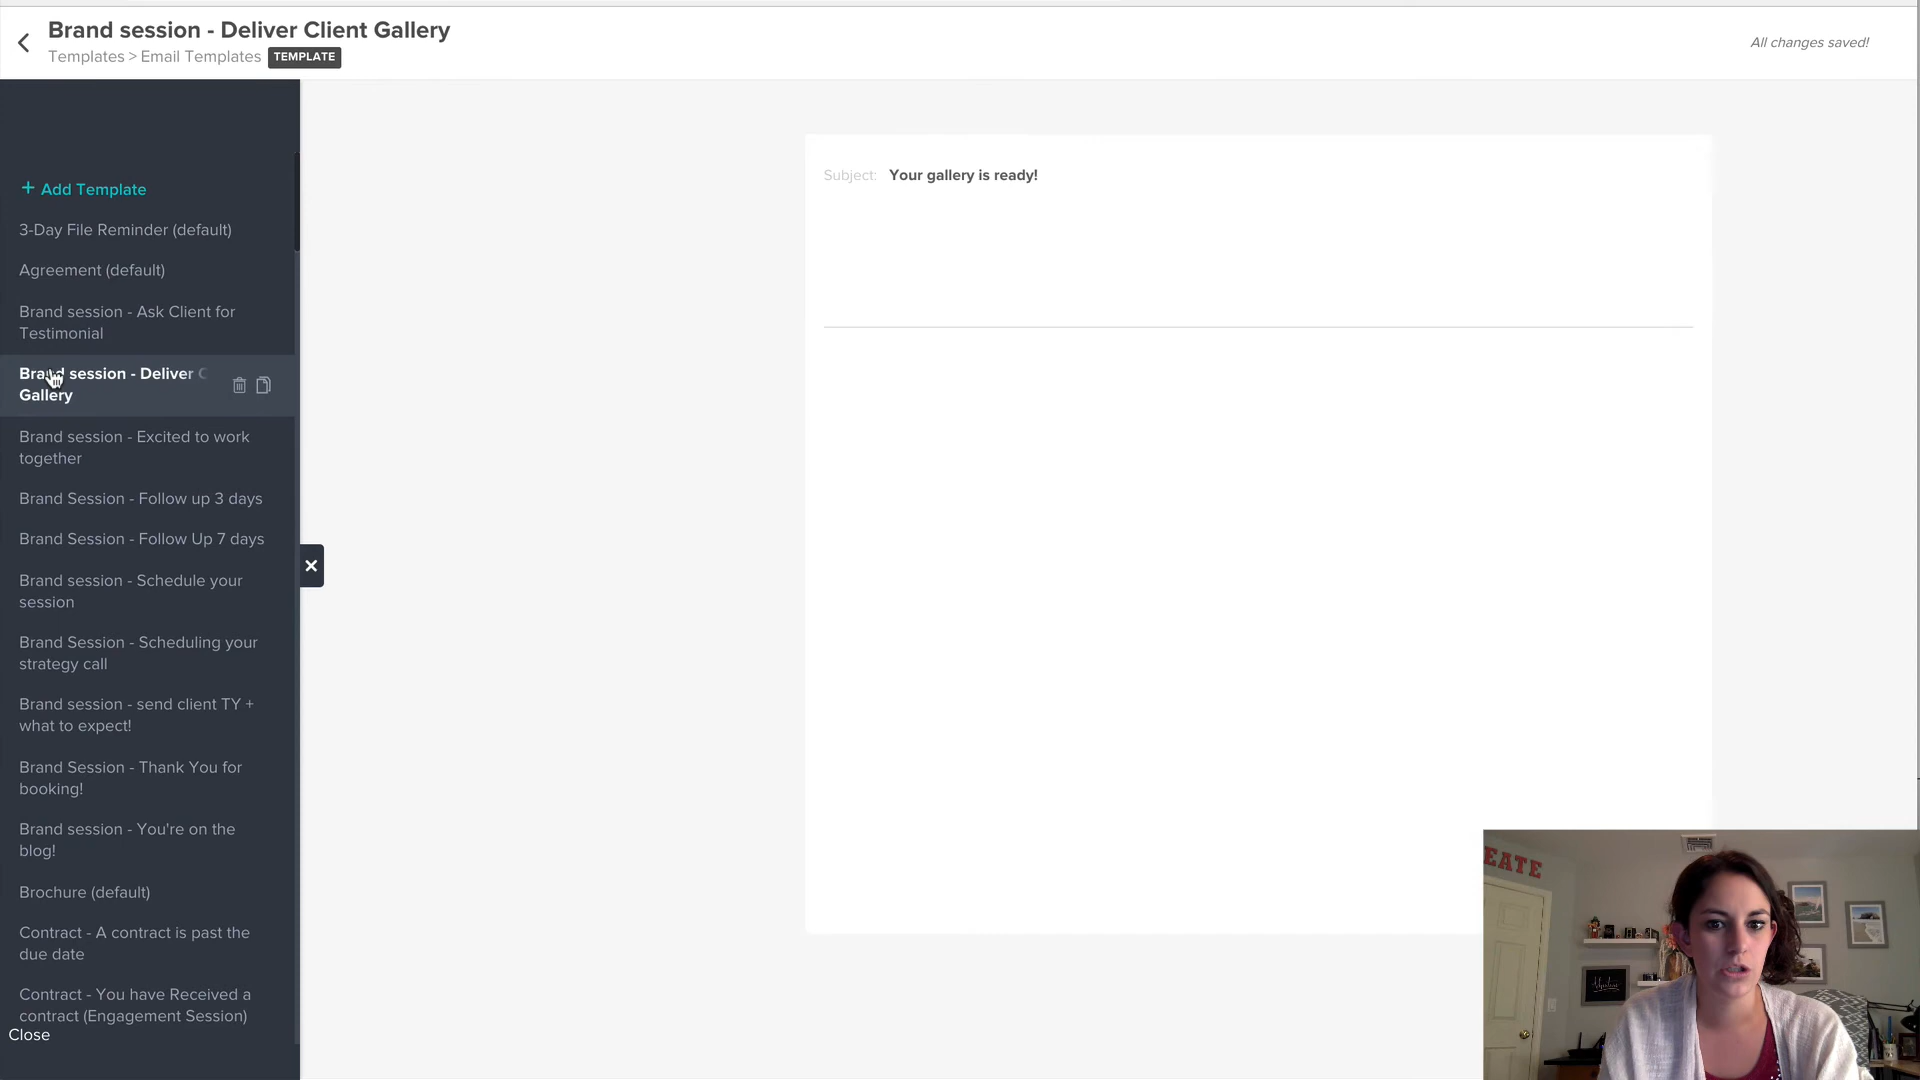 Brand session - Deliver Client Gallery
Templates > Email Templates TEMPLATE
All changes saved!
+ Add Template
3-Day File Reminder (default)
Agreement (default)
Brand session - Ask Client for
Testimonial
Brand session - Deliver C
Gallery
Brand session - Excited to work
together
Brand Session - Follow up 3 days
Brand Session - Follow Up 7 days
Brand session - Schedule your
session
Brand Session - Scheduling your
strategy call
Brand session - send client TY +
what to expect!
Brand Session - Thank You for
booking!
Brand session - You're on the
blog!
Brochure (default)
Contract - A contract is past the
due date
Contract - You have Received a
contract (Engagement Session)
Close
Subject: Your gallery is ready!
EATE